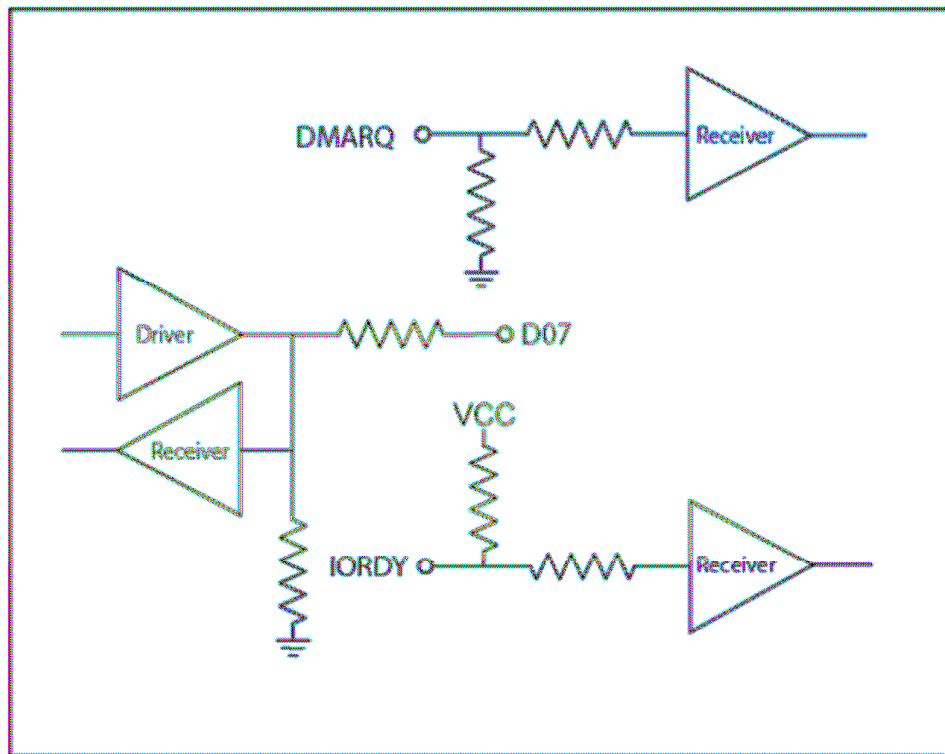 DMARQ
Receiver
Driver
D07
Receiver
VCC
IORDY
Receiver